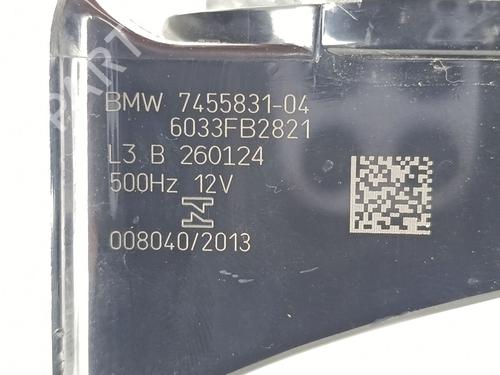 BMW 7455831-04
6033FB2821
L3 B 260124
500Hz 12V
008040/2013